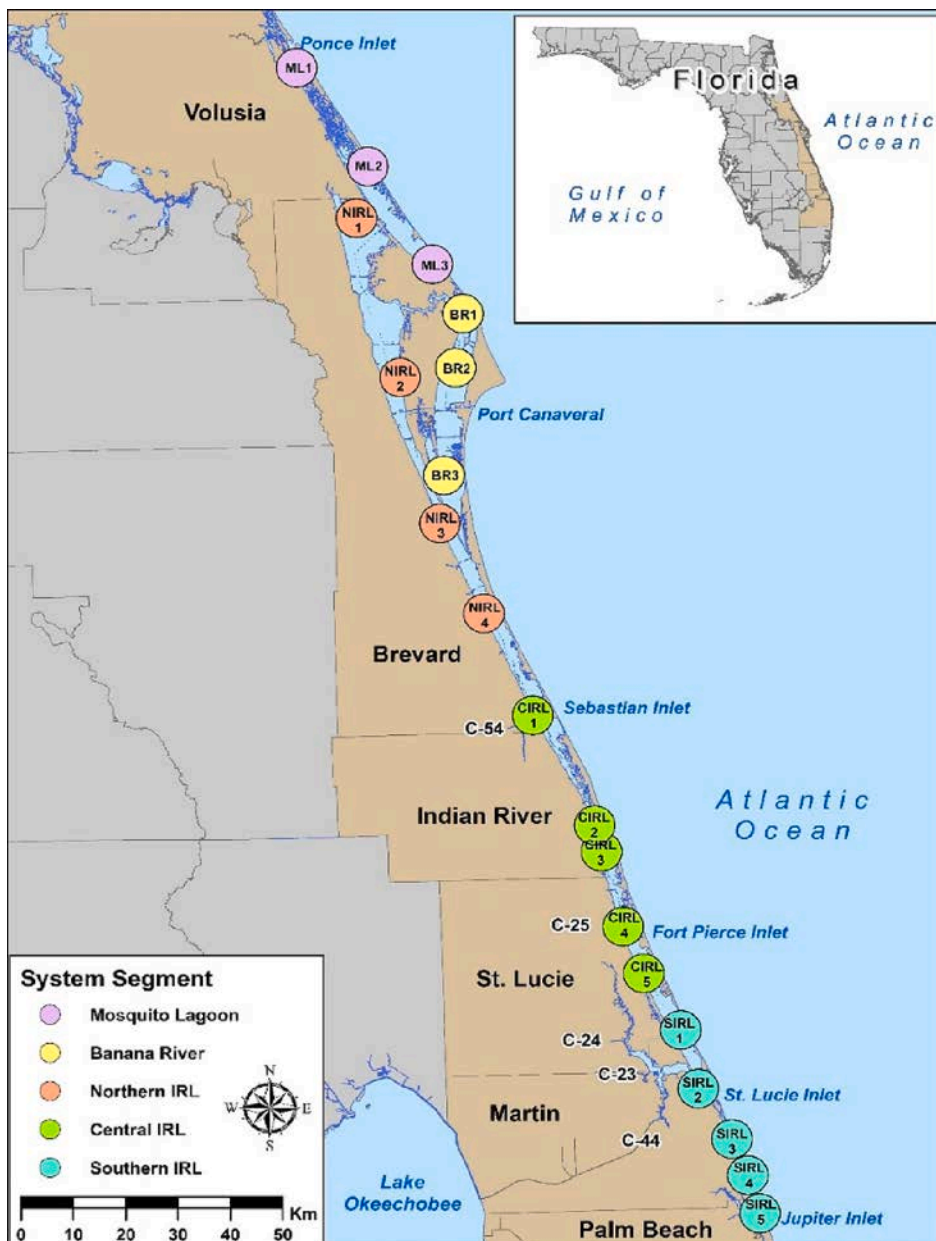 Ponce Inlet
ML1
Volusia
ML2
NIRL
1
ML3
BR1
BR2
NIRL
2
Port Canaveral
BR3
NIRL
3
NIRL
4
Brevard
CIRL
1
Sebastian Inlet
C-54
Indian River
CIRL
2
CIRL
3
Atlantic
Ocean
CIRL
4
C-25
Fort Pierce Inlet
St. Lucie
CIRL
5
SIRL
1
C-24
C-23
SIRL
2
St. Lucie Inlet
Martin
C-44
SIRL
3
SIRL
4
SIRL
5
Jupiter Inlet
Palm Beach
Lake
Okeechobee
Florida
Atlantic
Ocean
Gulf of
Mexico
System Segment
Mosquito Lagoon
Banana River
Northern IRL
Central IRL
Southern IRL
N
W
E
S
Km
0 10 20 30 40 50